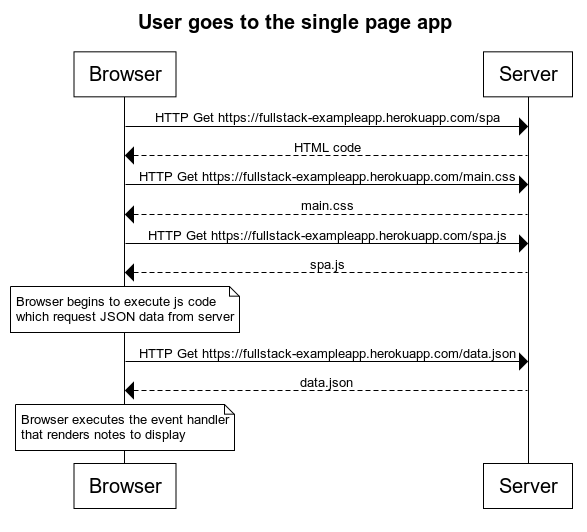 User goes to the single page app
Browser
Server
HTTP Get https://fullstack-exampleapp.herokuapp.com/spa
HTML code
HTTP Get https://fullstack-exampleapp.herokuapp.com/main.css
main.css
HTTP Get https://fullstack-exampleapp.herokuapp.com/spa.js
spa.js
Browser begins to execute js code
which request JSON data from server
HTTP Get https://fullstack-exampleapp.herokuapp.com/data.json
data.json
Browser executes the event handler
that renders notes to display
Browser
Server